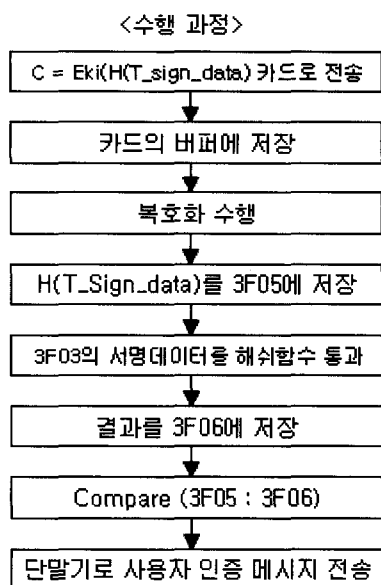 <수행 과정>
C = Eki(H(T_sign_data) 카드로 전송
카드의 버퍼에 저장
복호화 수행
H(T_Sign_data)를 3F05에 저장
3F03의 서명데이터를 해쉬함수 통과
결과를 3F06에 저장
Compare (3F05 : 3F06)
단말기로 사용자 인증 메시지 전송